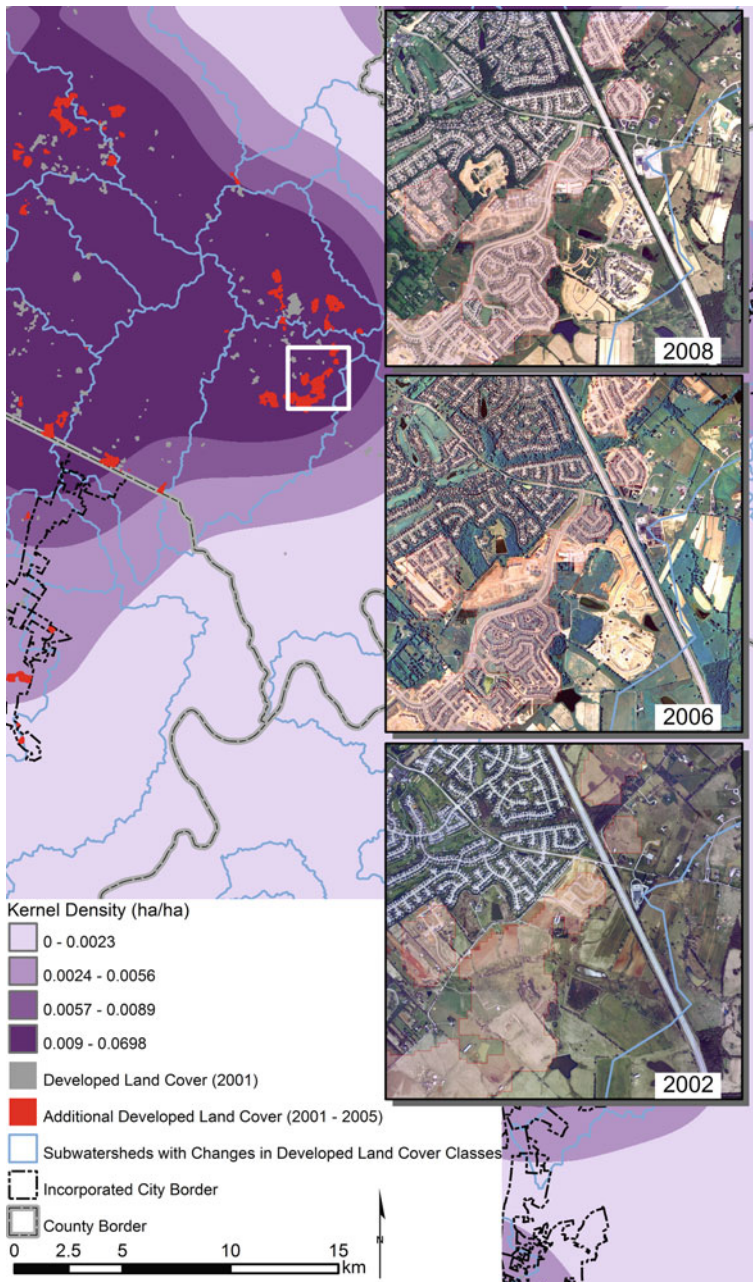 2008
2006
2002
Kernel Density (ha/ha)
0 - 0.0023
0.0024 - 0.0056
0.0057 - 0.0089
0.009 - 0.0698
Developed Land Cover (2001)
Additional Developed Land Cover (2001 - 2005)
Subwatersheds with Changes in Developed Land Cover Classes
Incorporated City Border
County Border
N
0 2.5 5 10 15
km